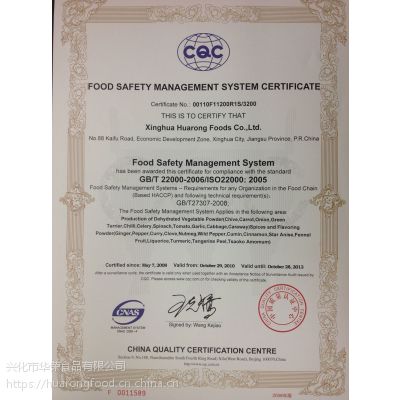 CQC
FOOD SAFETY MANAGEMENT SYSTEM CERTIFICATE
Certificate No.: 00110F11200R1S/3200
THIS IS TO CERTIFY THAT
Xinghua Huarong Foods Co.,Ltd.
No.88 Kaifu Road, Economic Development Zone, Xinghua City, Jiangsu Province, P.R.China
Food Safety Management System
has been awarded this certificate for compliance with the standard
GB/T 22000-2006/ISO22000: 2005
Food Safety Management Systems – Requirements for any Organization in the Food Chain
(Based HACCP) and following technical requirement(s):
GB/T27307-2008;
The Food Safety Management System Applies in the following area:
Production of Dehydrated Vegetable Powder(Chive,Carrot,Onion,Green
Turnip,Chilli,Celery,Spinach,Tomato,Garlic,Cabbage,Caraway)Spices and Flavoring
Powder(Ginger,Pepper,Curry,Clove,Nutmeg,Wild Pepper,Cumin,Cinnamon,Star Anise,Fennel
Fruit,Liquorice,Turmeric,Tangerine Peel,Tsaoko Amomum)
Certified since: May 7, 2008 Valid from: October 29, 2010 Valid until: October 28, 2013
CNAS
MANAGEMENT SYSTEM
Signed by: Wang Kejiao
CHINA QUALITY CERTIFICATION CENTRE
F 0011589
兴化市华荣食品有限公司
https://huarongfood.cn.china.cn